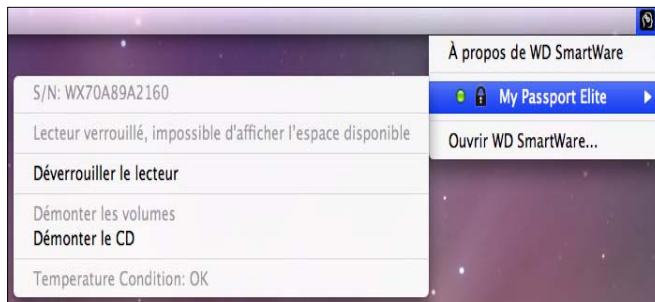 À propos de WD SmartWare
My Passport Elite
Ouvrir WD SmartWare...
S/N: WX70A89A2160
Lecteur verrouillé, impossible d'afficher l'espace disponible
Déverrouiller le lecteur
Démonter les volumes
Démonter le CD
Temperature Condition: OK